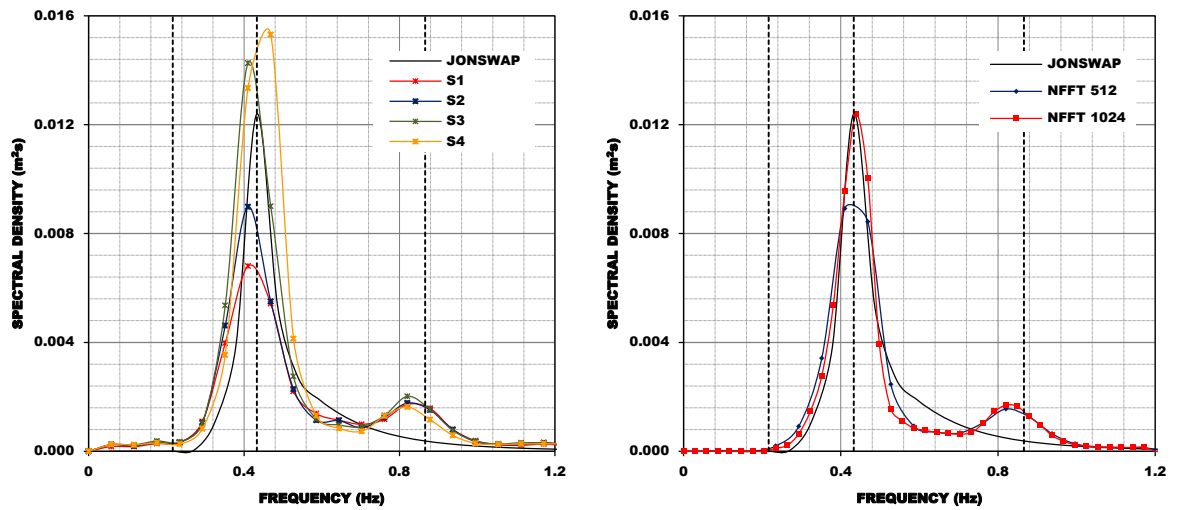 0.016
0.012
0.008
0.004
0.000
SPECTRAL DENSITY (m²s)
0
0.4
0.8
1.2
FREQUENCY (Hz)
JONSWAP
S1
S2
S3
S4
0.016
0.012
0.008
0.004
0.000
SPECTRAL DENSITY (m²s)
0
0.4
0.8
1.2
FREQUENCY (Hz)
JONSWAP
NFFT 512
NFFT 1024